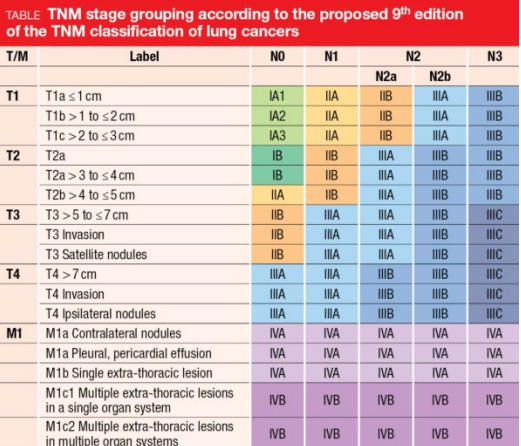 TABLE TNM stage grouping according to the proposed 9th edition
of the TNM classification of lung cancers
T/M Label N0 N1 N2 N3
N2a N2b
T1 T1a ≤1 cm IA1 IIA IIB IIIA IIIB
T1b >1 to ≤2 cm IA2 IIA IIB IIIA IIIB
T1c >2 to ≤3 cm IA3 IIA IIB IIIA IIIB
T2 T2a IB IIB IIIA IIIB IIIB
T2a >3 to ≤4 cm IB IIB IIIA IIIB IIIB
T2b >4 to ≤5 cm IIA IIB IIIA IIIB IIIB
T3 T3 >5 to ≤7 cm IIB IIIA IIIA IIIB IIIC
T3 Invasion IIB IIIA IIIA IIIB IIIC
T3 Satellite nodules IIB IIIA IIIA IIIB IIIC
T4 T4 >7 cm IIIA IIIA IIIB IIIB IIIC
T4 Invasion IIIA IIIA IIIB IIIB IIIC
T4 Ipsilateral nodules IIIA IIIA IIIB IIIB IIIC
M1 M1a Contralateral nodules IVA IVA IVA IVA IVA
M1a Pleural, pericardial effusion IVA IVA IVA IVA IVA
M1b Single extra-thoracic lesion IVA IVA IVA IVA IVA
M1c1 Multiple extra-thoracic lesions
in a single organ system IVB IVB IVB IVB IVB
M1c2 Multiple extra-thoracic lesions
in multiple organ systems IVB IVB IVB IVB IVB